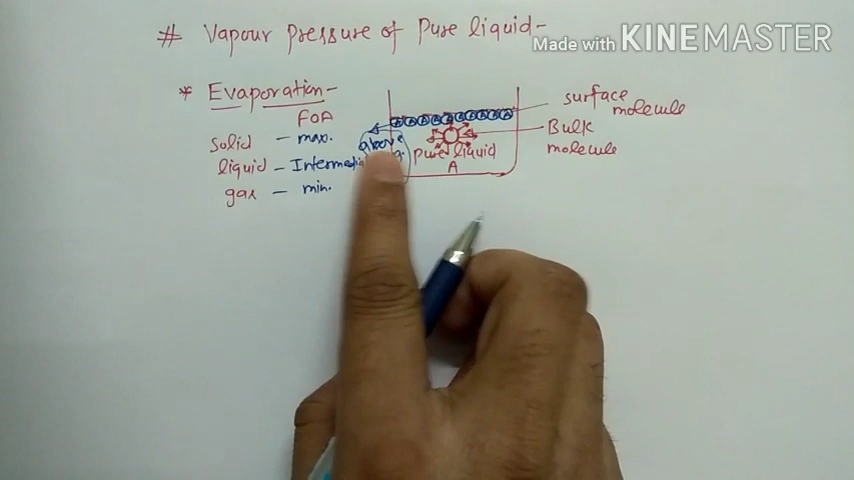 # Vapour pressure of Pure liquid-
Made with KINEMASTER
* Evaporation-
FOA
solid - max.
liquid - Intermedia
gas - min.
above
surface molecule
Bulk molecule
pure liquid
A
A A A A A A A A A A